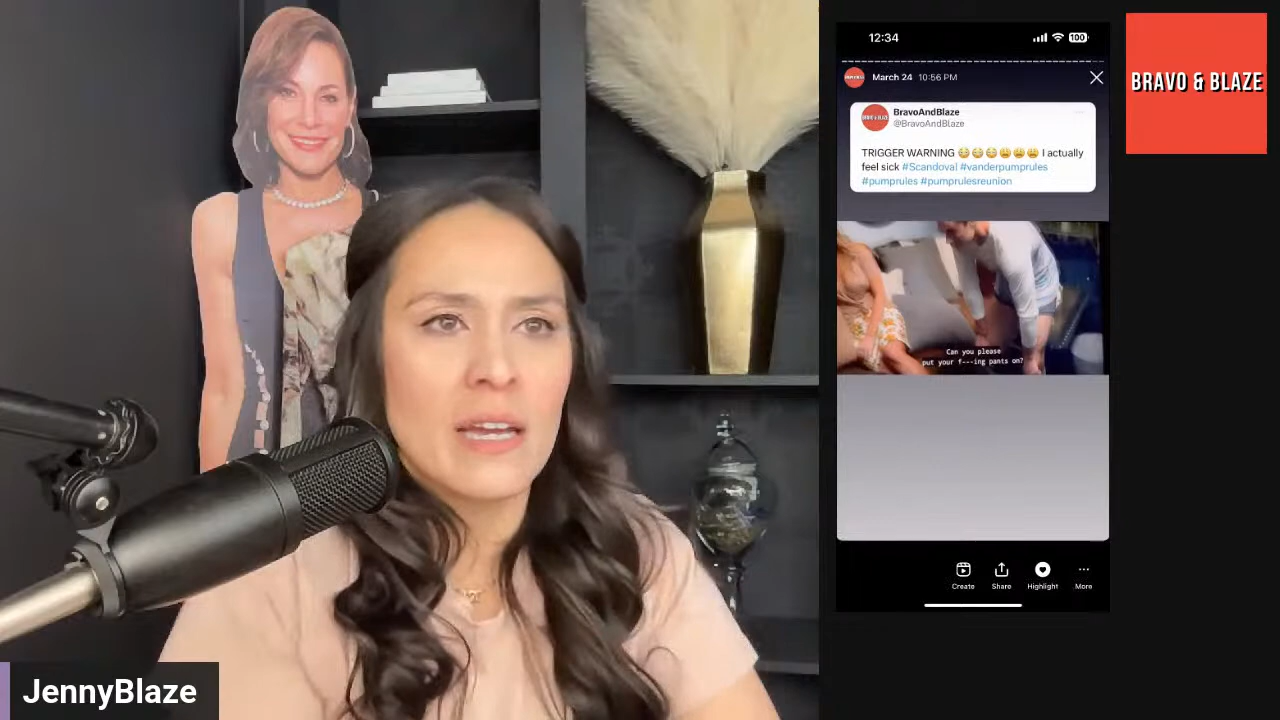 12:34
100
March 24 10:56 PM
BravoAndBlaze
@BravoAndBlaze
TRIGGER WARNING 😳😳😳😩😩😩 I actually
feel sick #Scandoval #vanderpumprules
#pumprules #pumprulesreunion
Can you please
put your f---ing pants on?
Create
Share
Highlight
More
BRAVO & BLAZE
JennyBlaze